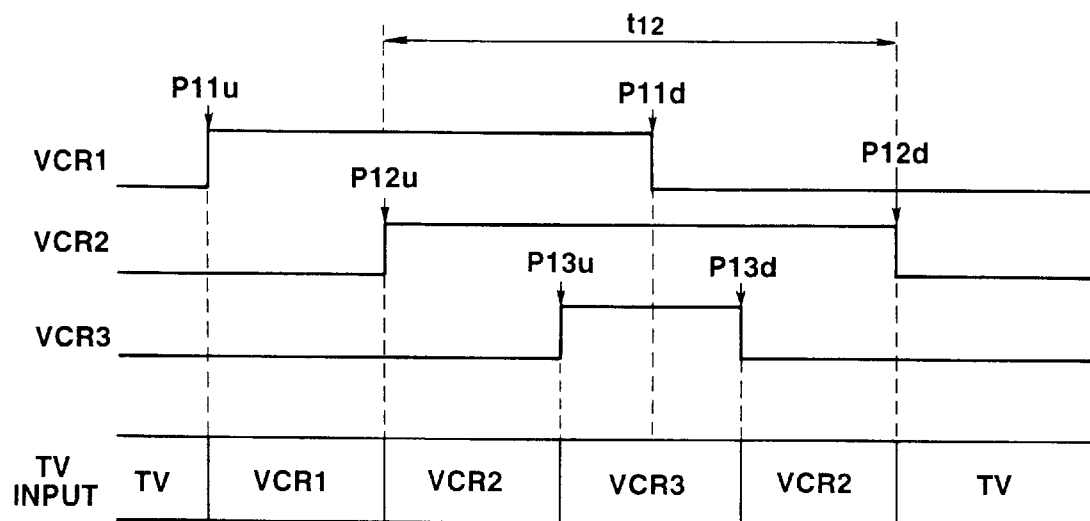 t12
P11u
P11d
VCR1
P12u
P12d
VCR2
P13u
P13d
VCR3
TV INPUT
TV
VCR1
VCR2
VCR3
VCR2
TV